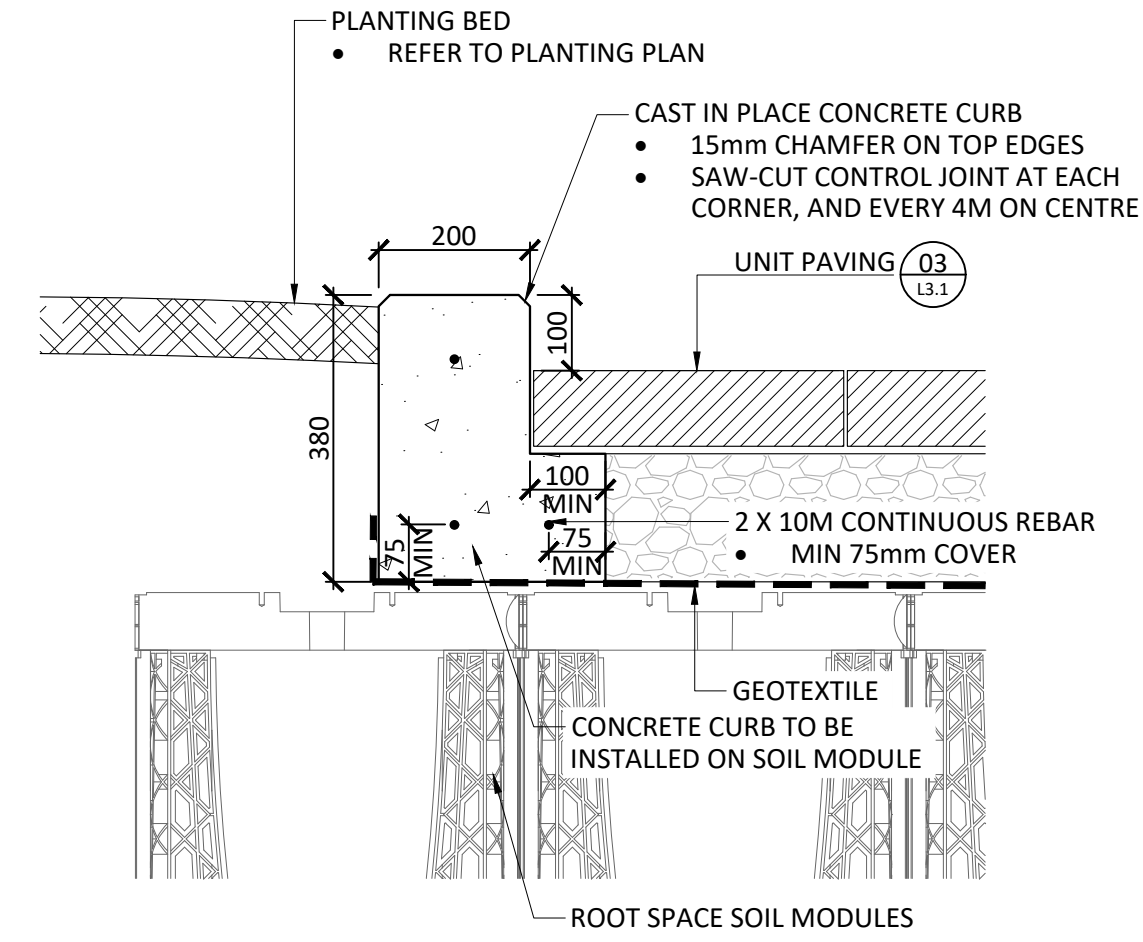 PLANTING BED
• REFER TO PLANTING PLAN
CAST IN PLACE CONCRETE CURB
• 15mm CHAMFER ON TOP EDGES
• SAW-CUT CONTROL JOINT AT EACH
CORNER, AND EVERY 4M ON CENTRE
200
UNIT PAVING
03
L3.1
100
380
100
MIN
2 X 10M CONTINUOUS REBAR
• MIN 75mm COVER
75
MIN
75
MIN
GEOTEXTILE
CONCRETE CURB TO BE
INSTALLED ON SOIL MODULE
ROOT SPACE SOIL MODULES